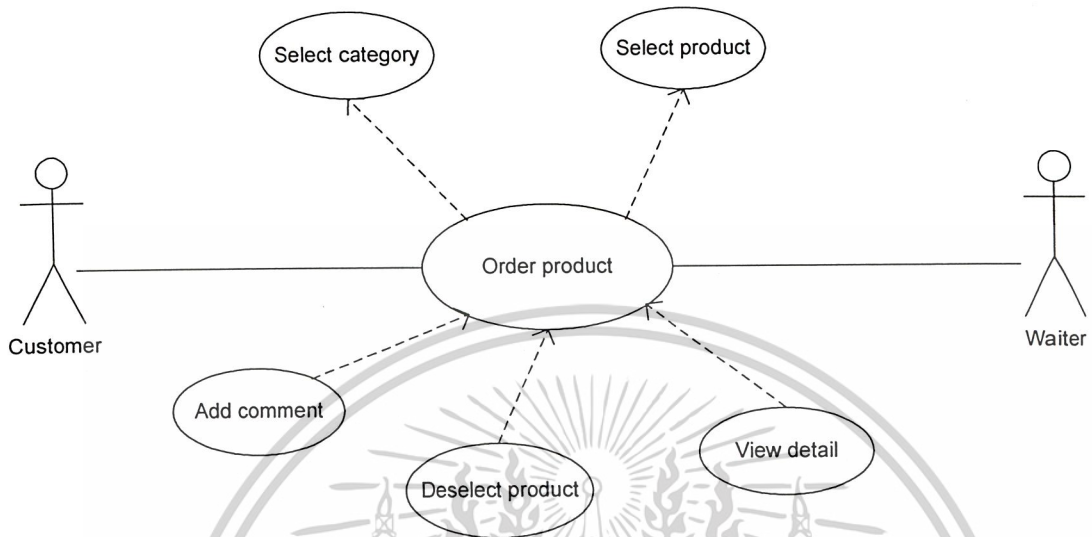 Select category
Select product
Order product
Customer
Waiter
Add comment
View detail
Deselect product